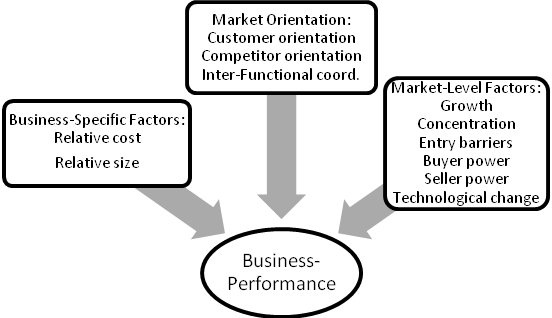 Market Orientation:
Customer orientation
Competitor orientation
Inter-Functional coord.
Business-Specific Factors:
Relative cost
Relative size
Market-Level Factors:
Growth
Concentration
Entry barriers
Buyer power
Seller power
Technological change
Business-
Performance